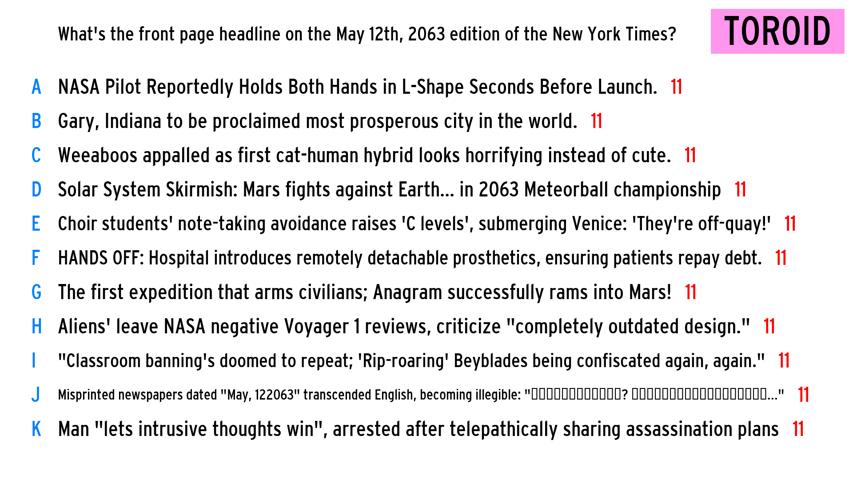 What's the front page headline on the May 12th, 2063 edition of the New York Times?
TOROID
A NASA Pilot Reportedly Holds Both Hands in L-Shape Seconds Before Launch. 11
B Gary, Indiana to be proclaimed most prosperous city in the world. 11
C Weeaboos appalled as first cat-human hybrid looks horrifying instead of cute. 11
D Solar System Skirmish: Mars fights against Earth... in 2063 Meteorball championship 11
E Choir students' note-taking avoidance raises 'C levels', submerging Venice: 'They're off-quay!' 11
F HANDS OFF: Hospital introduces remotely detachable prosthetics, ensuring patients repay debt. 11
G The first expedition that arms civilians; Anagram successfully rams into Mars! 11
H Aliens' leave NASA negative Voyager 1 reviews, criticize "completely outdated design." 11
I "Classroom banning's doomed to repeat; 'Rip-roaring' Beyblades being confiscated again, again." 11
J Misprinted newspapers dated "May, 122063" transcended English, becoming illegible: "▯▯▯▯▯▯▯▯▯▯▯▯? ▯▯▯▯▯▯▯▯▯▯▯▯▯▯▯▯▯▯..." 11
K Man "lets intrusive thoughts win", arrested after telepathically sharing assassination plans 11